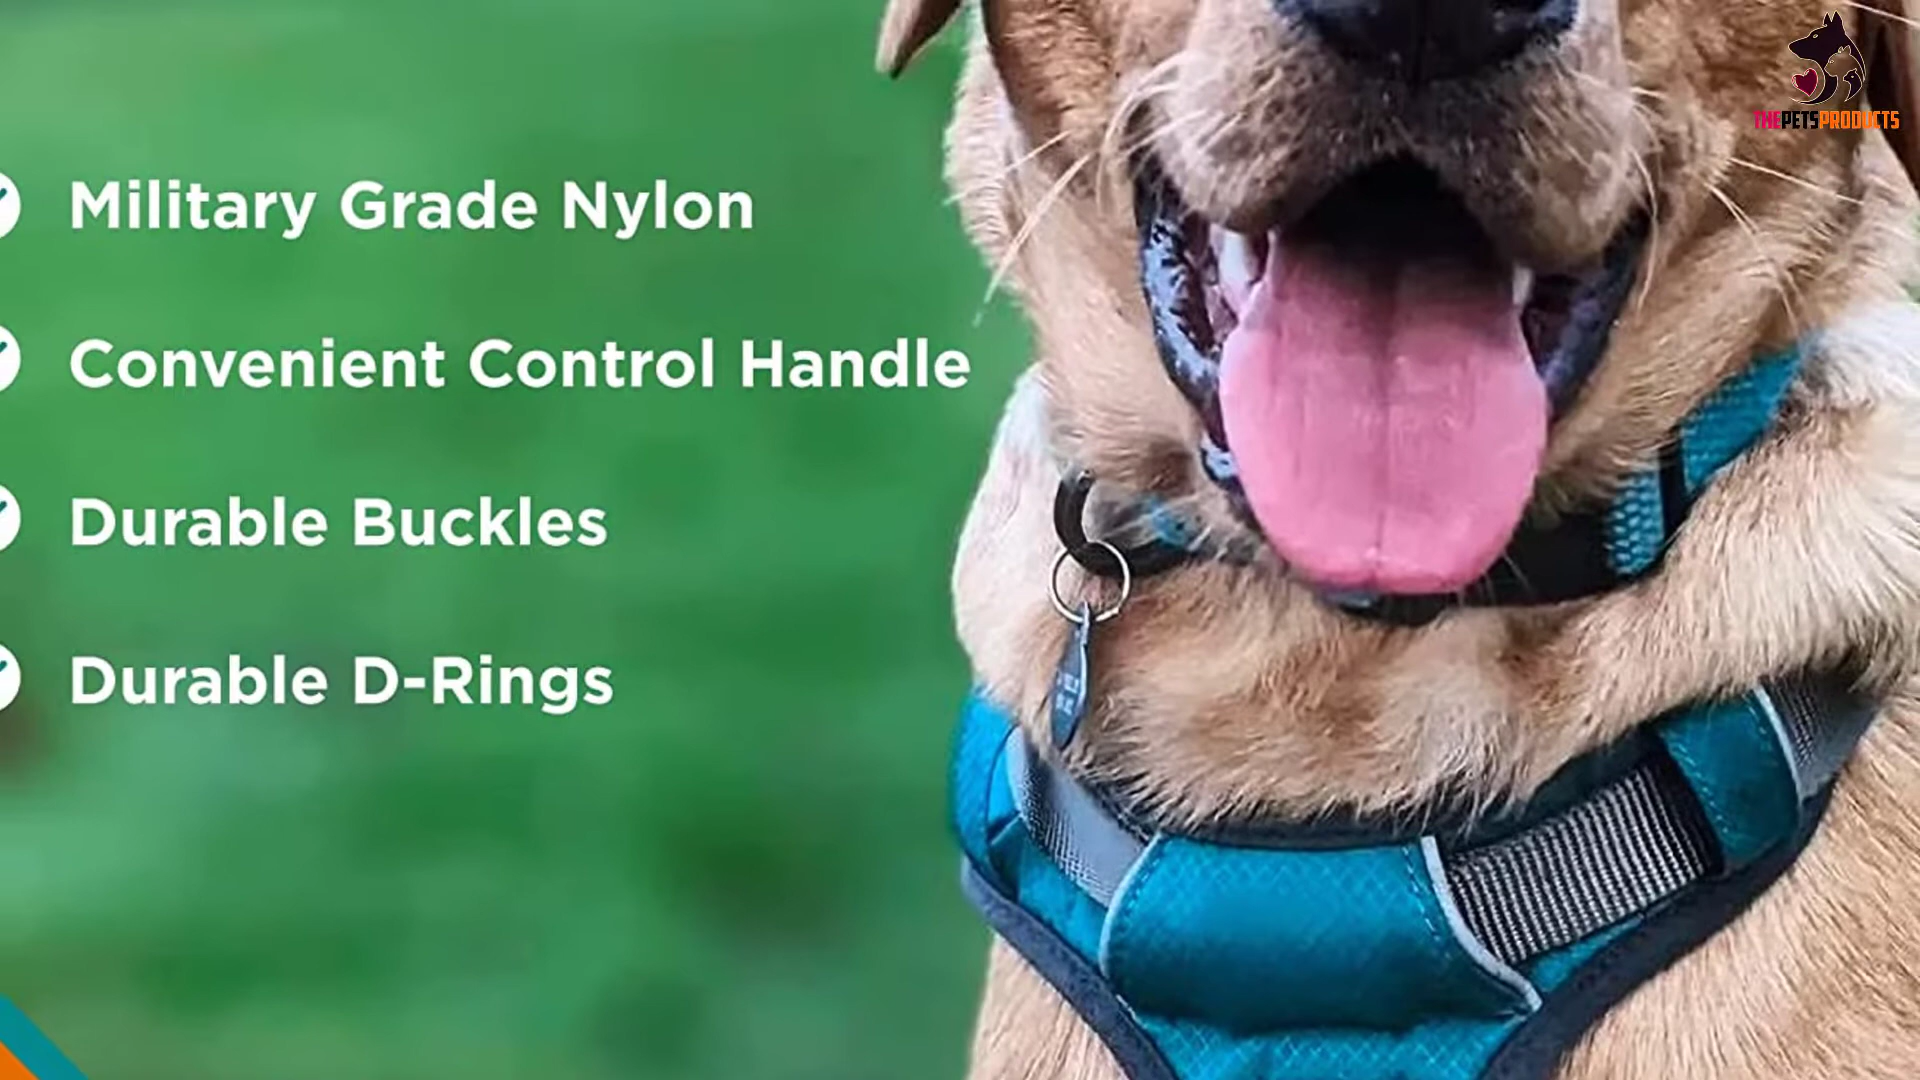 THEPETSPRODUCTS
Military Grade Nylon
Convenient Control Handle
Durable Buckles
Durable D-Rings